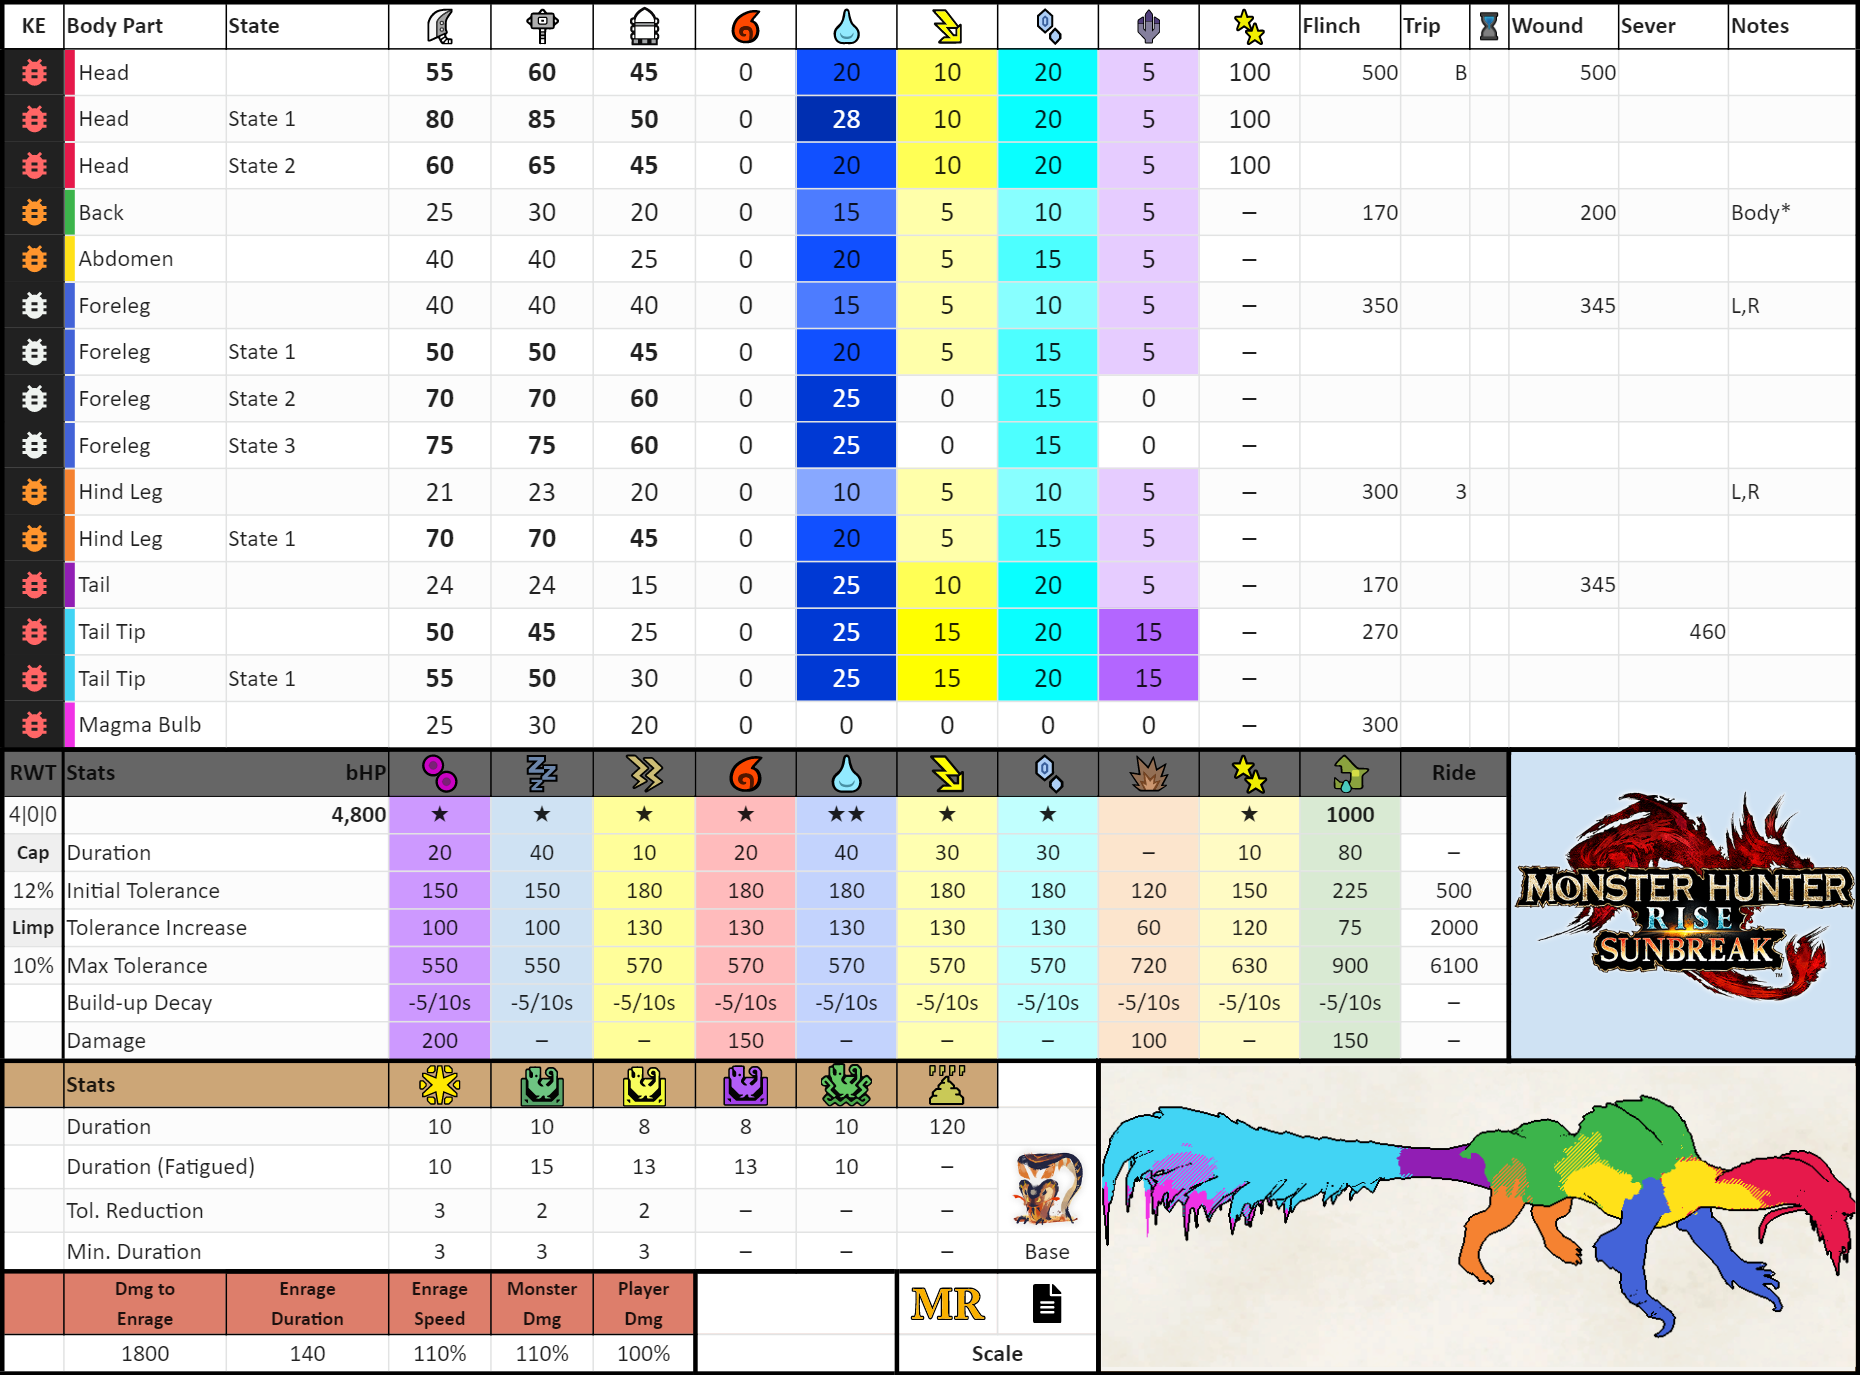 KE Body Part State Flinch Trip Wound Sever Notes
Head 55 60 45 0 20 10 20 5 100 500 B 500
Head State 1 80 85 50 0 28 10 20 5 100
Head State 2 60 65 45 0 20 10 20 5 100
Back 25 30 20 0 15 5 10 5 – 170 200 Body*
Abdomen 40 40 25 0 20 5 15 5 –
Foreleg 40 40 40 0 15 5 10 5 – 350 345 L,R
Foreleg State 1 50 50 45 0 20 5 15 5 –
Foreleg State 2 70 70 60 0 25 0 15 0 –
Foreleg State 3 75 75 60 0 25 0 15 0 –
Hind Leg 21 23 20 0 10 5 10 5 – 300 3 L,R
Hind Leg State 1 70 70 45 0 20 5 15 5 –
Tail 24 24 15 0 25 10 20 5 – 170 345
Tail Tip 50 45 25 0 25 15 20 15 – 270 460
Tail Tip State 1 55 50 30 0 25 15 20 15 –
Magma Bulb 25 30 20 0 0 0 0 0 – 300
RWT Stats bHP Ride
4|0|0 4,800 ★ ★ ★ ★ ★★ ★ ★ ★ 1000
Cap Duration 20 40 10 20 40 30 30 – 10 80 –
12% Initial Tolerance 150 150 180 180 180 180 180 120 150 225 500
Limp Tolerance Increase 100 100 130 130 130 130 130 60 120 75 2000
10% Max Tolerance 550 550 570 570 570 570 570 720 630 900 6100
Build-up Decay -5/10s -5/10s -5/10s -5/10s -5/10s -5/10s -5/10s -5/10s -5/10s -5/10s –
Damage 200 – – 150 – – – 100 – 150 –
MONSTER HUNTER
RISE
SUNBREAK
™
Stats
Duration 10 10 8 8 10 120
Duration (Fatigued) 10 15 13 13 10 –
Tol. Reduction 3 2 2 – – –
Min. Duration 3 3 3 – – – Base
Dmg to Enrage Enrage Monster Player
Enrage Duration Speed Dmg Dmg
MR
1800 140 110% 110% 100% Scale